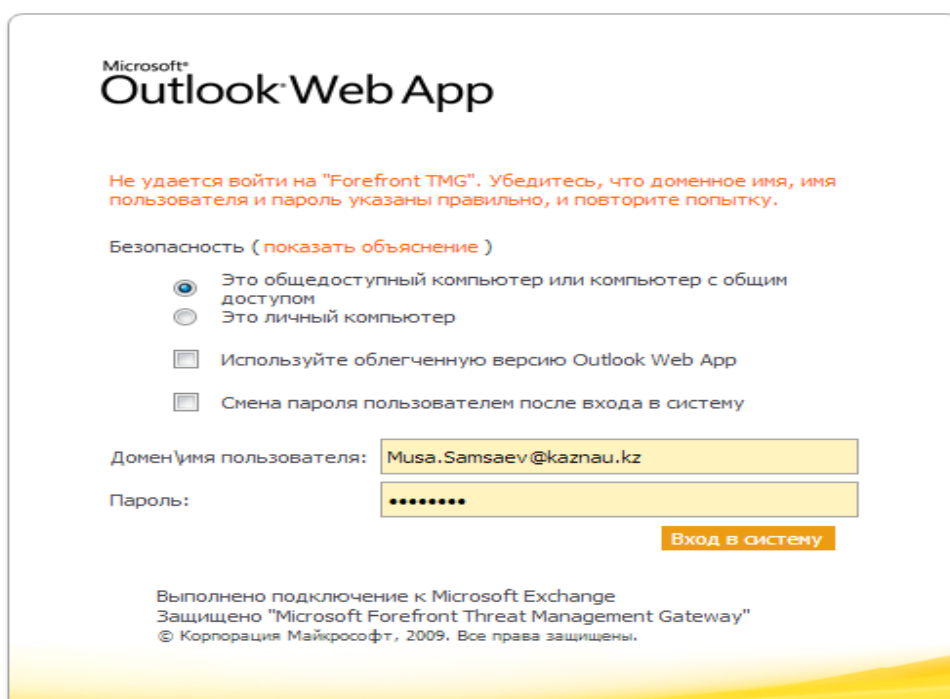 Microsoft®
Outlook Web App
Не удается войти на "Forefront TMG". Убедитесь, что доменное имя, имя
пользователя и пароль указаны правильно, и повторите попытку.
Безопасность ( показать объяснение )
Это общедоступный компьютер или компьютер с общим
доступом
Это личный компьютер
Используйте облегченную версию Outlook Web App
Смена пароля пользователем после входа в систему
Домен\имя пользователя: Musa.Samsaev@kaznau.kz
Пароль: ••••••••
Вход в систему
Выполнено подключение к Microsoft Exchange
Защищено "Microsoft Forefront Threat Management Gateway"
© Корпорация Майкрософт, 2009. Все права защищены.